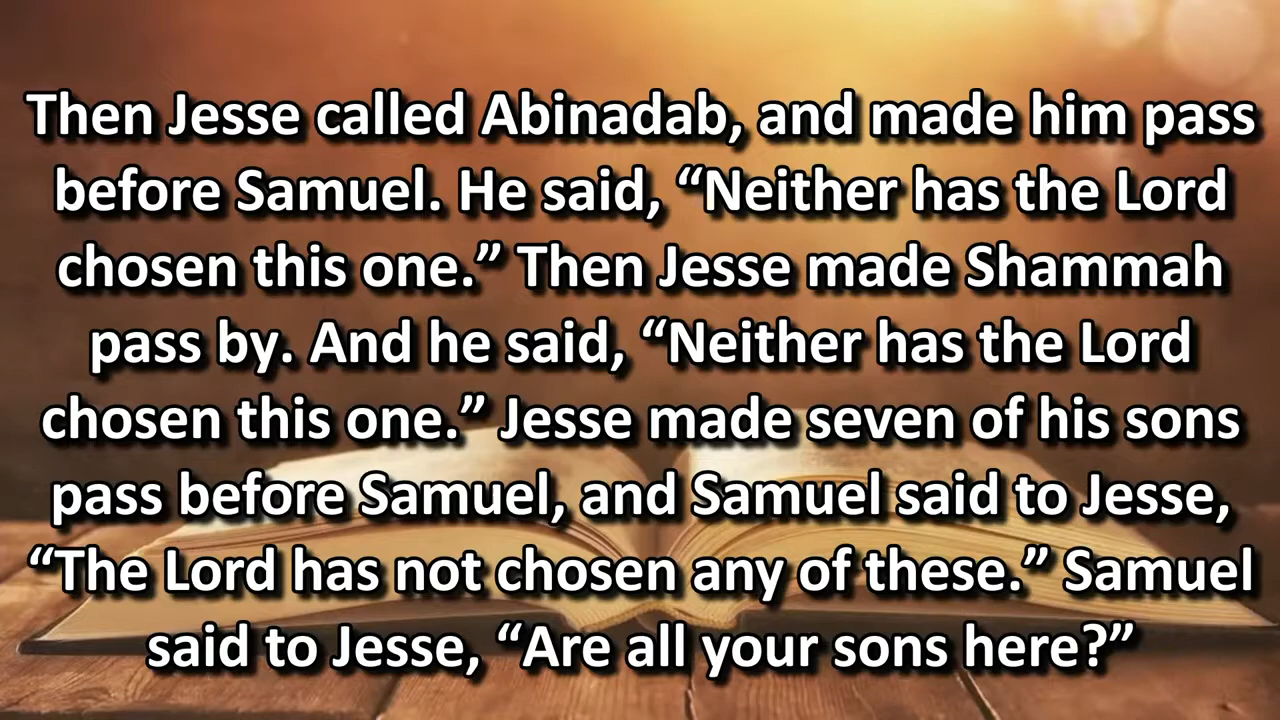 Then Jesse called Abinadab, and made him pass
before Samuel. He said, “Neither has the Lord
chosen this one.” Then Jesse made Shammah
pass by. And he said, “Neither has the Lord
chosen this one.” Jesse made seven of his sons
pass before Samuel, and Samuel said to Jesse,
“The Lord has not chosen any of these.” Samuel
said to Jesse, “Are all your sons here?”